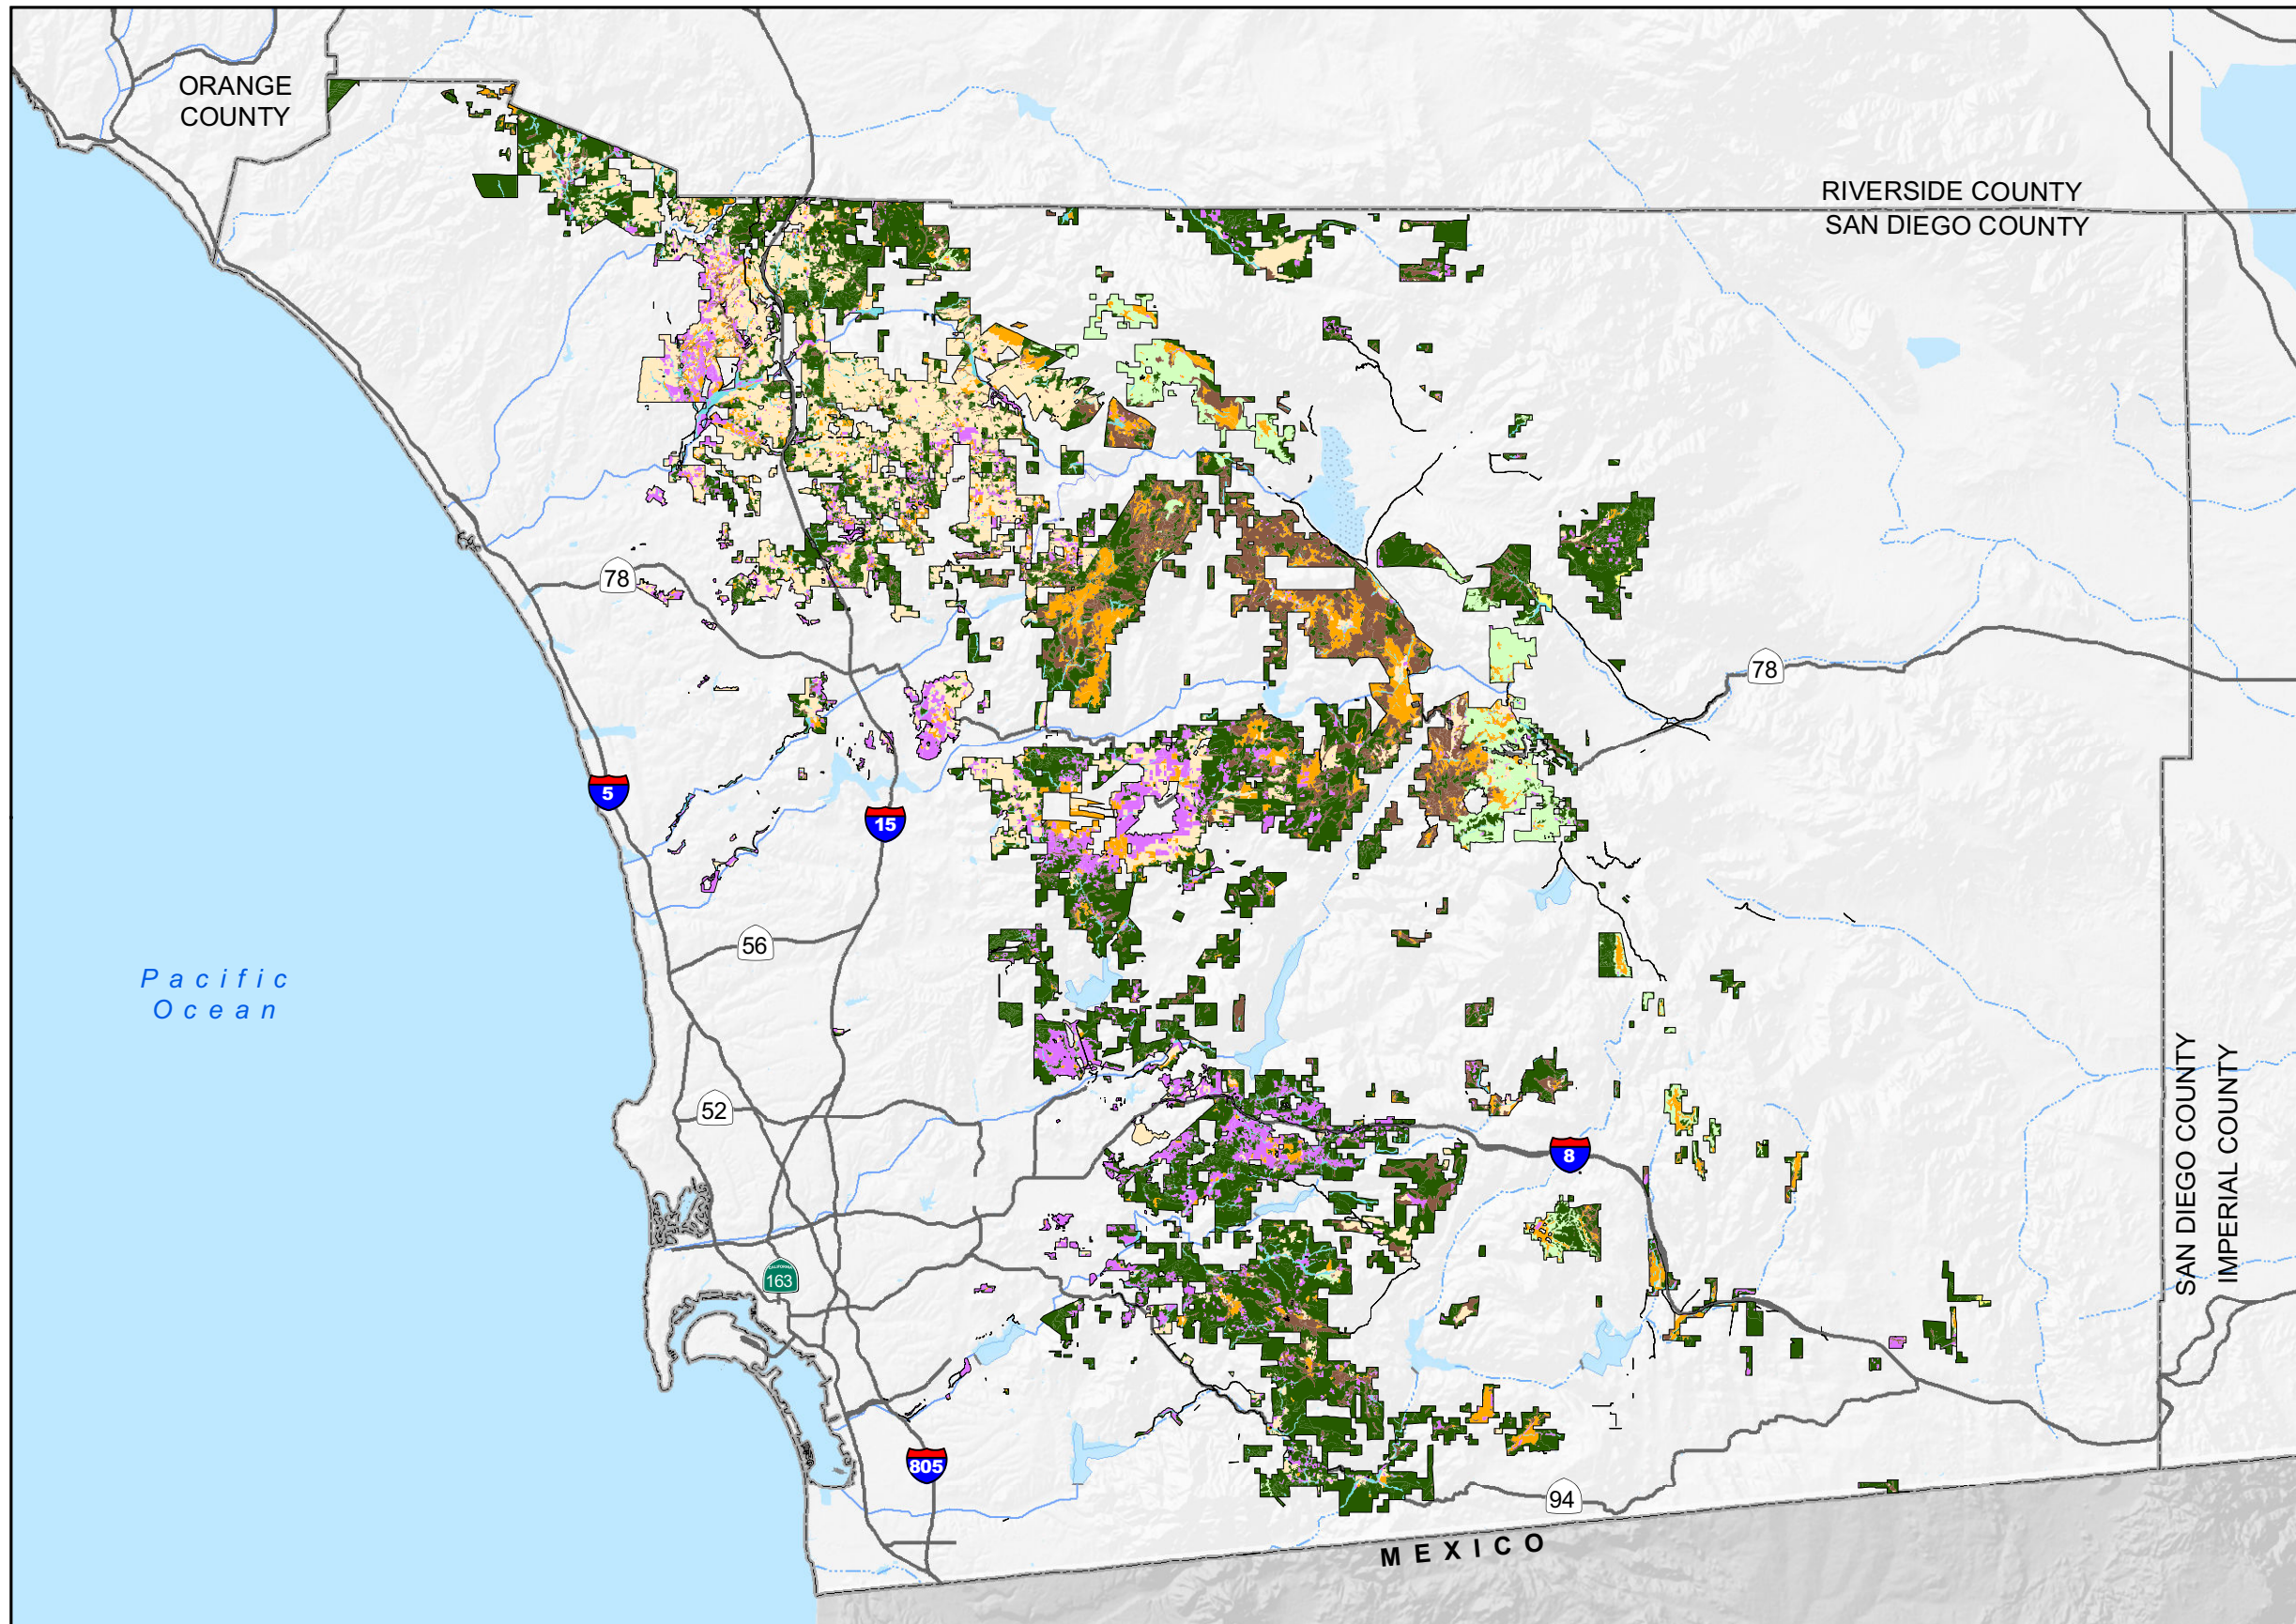 ORANGE
COUNTY
RIVERSIDE COUNTY
SAN DIEGO COUNTY
78
78
5
15
56
Pacific
Ocean
52
8
SAN DIEGO COUNTY
IMPERIAL COUNTY
CALIFORNIA
163
805
94
MEXICO